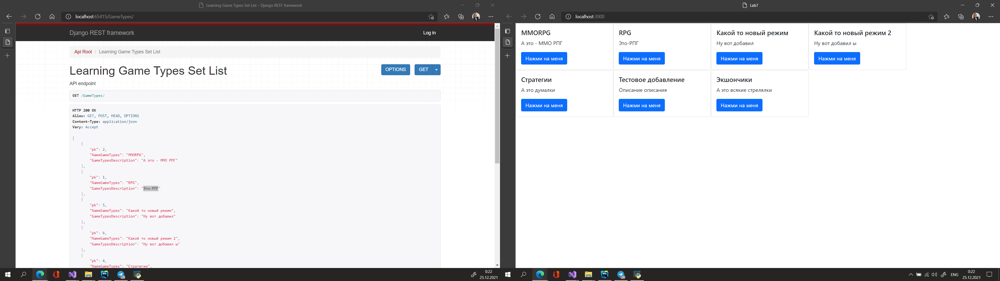 Learning Game Types Set List – Django REST framework
localhost:65415/GameTypes/
Django REST framework
Log in
Api Root / Learning Game Types Set List
Learning Game Types Set List
OPTIONS
GET
API endpoint
GET /GameTypes/
HTTP 200 OK
Allow: GET, POST, HEAD, OPTIONS
Content-Type: application/json
Vary: Accept
[
{
"pk": 2,
"NameGameTypes": "MMORPG",
"GameTypesDescription": "А это - ММО РПГ"
},
{
"pk": 1,
"NameGameTypes": "RPG",
"GameTypesDescription": "Это-РПГ"
},
{
"pk": 5,
"NameGameTypes": "Какой то новый режим",
"GameTypesDescription": "Ну вот добавил"
},
{
"pk": 6,
"NameGameTypes": "Какой то новый режим 2",
"GameTypesDescription": "Ну вот добавил ы"
},
{
"pk": 4,
"NameGameTypes": "Стратегии",
0:22
25.12.2021
Lab7
localhost:3000
MMORPG
А это - ММО РПГ
Нажми на меня
RPG
Это-РПГ
Нажми на меня
Какой то новый режим
Ну вот добавил
Нажми на меня
Какой то новый режим 2
Ну вот добавил ы
Нажми на меня
Стратегии
А это думалки
Нажми на меня
Тестовое добавление
Описание описания
Нажми на меня
Экшончики
А это всякие стрелялки
Нажми на меня
ENG
0:22
25.12.2021